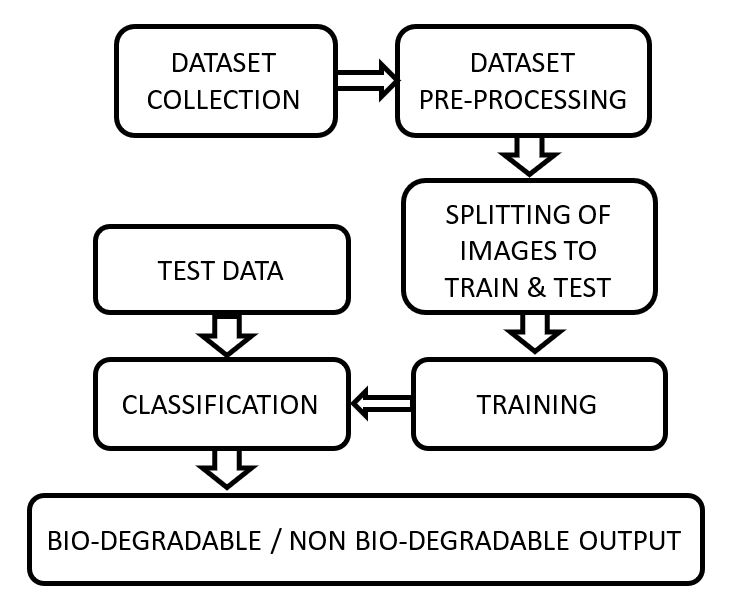 DATASET
COLLECTION
DATASET
PRE-PROCESSING
SPLITTING OF
IMAGES TO
TRAIN & TEST
TEST DATA
CLASSIFICATION
TRAINING
BIO-DEGRADABLE / NON BIO-DEGRADABLE OUTPUT